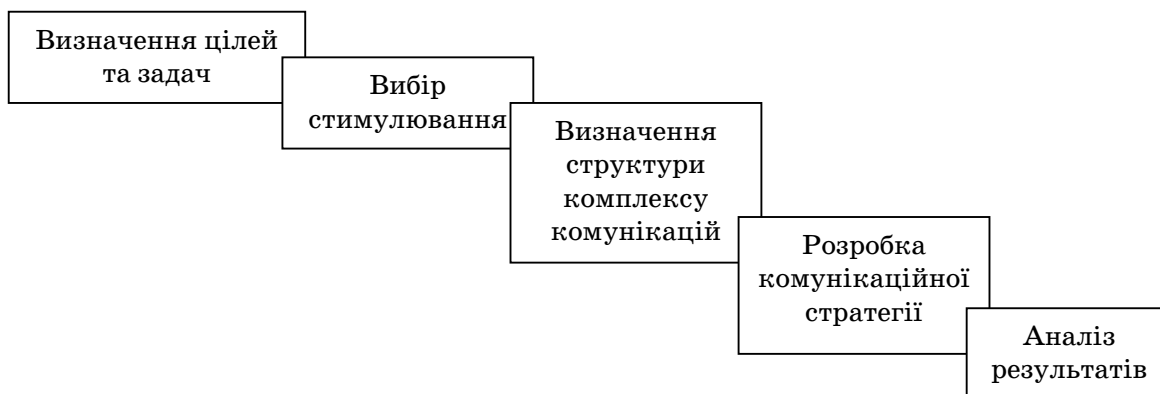 Визначення цілей
та задач
Вибір
стимулювання
Визначення
структури
комплексу
комунікацій
Розробка
комунікаційної
стратегії
Аналіз
результатів